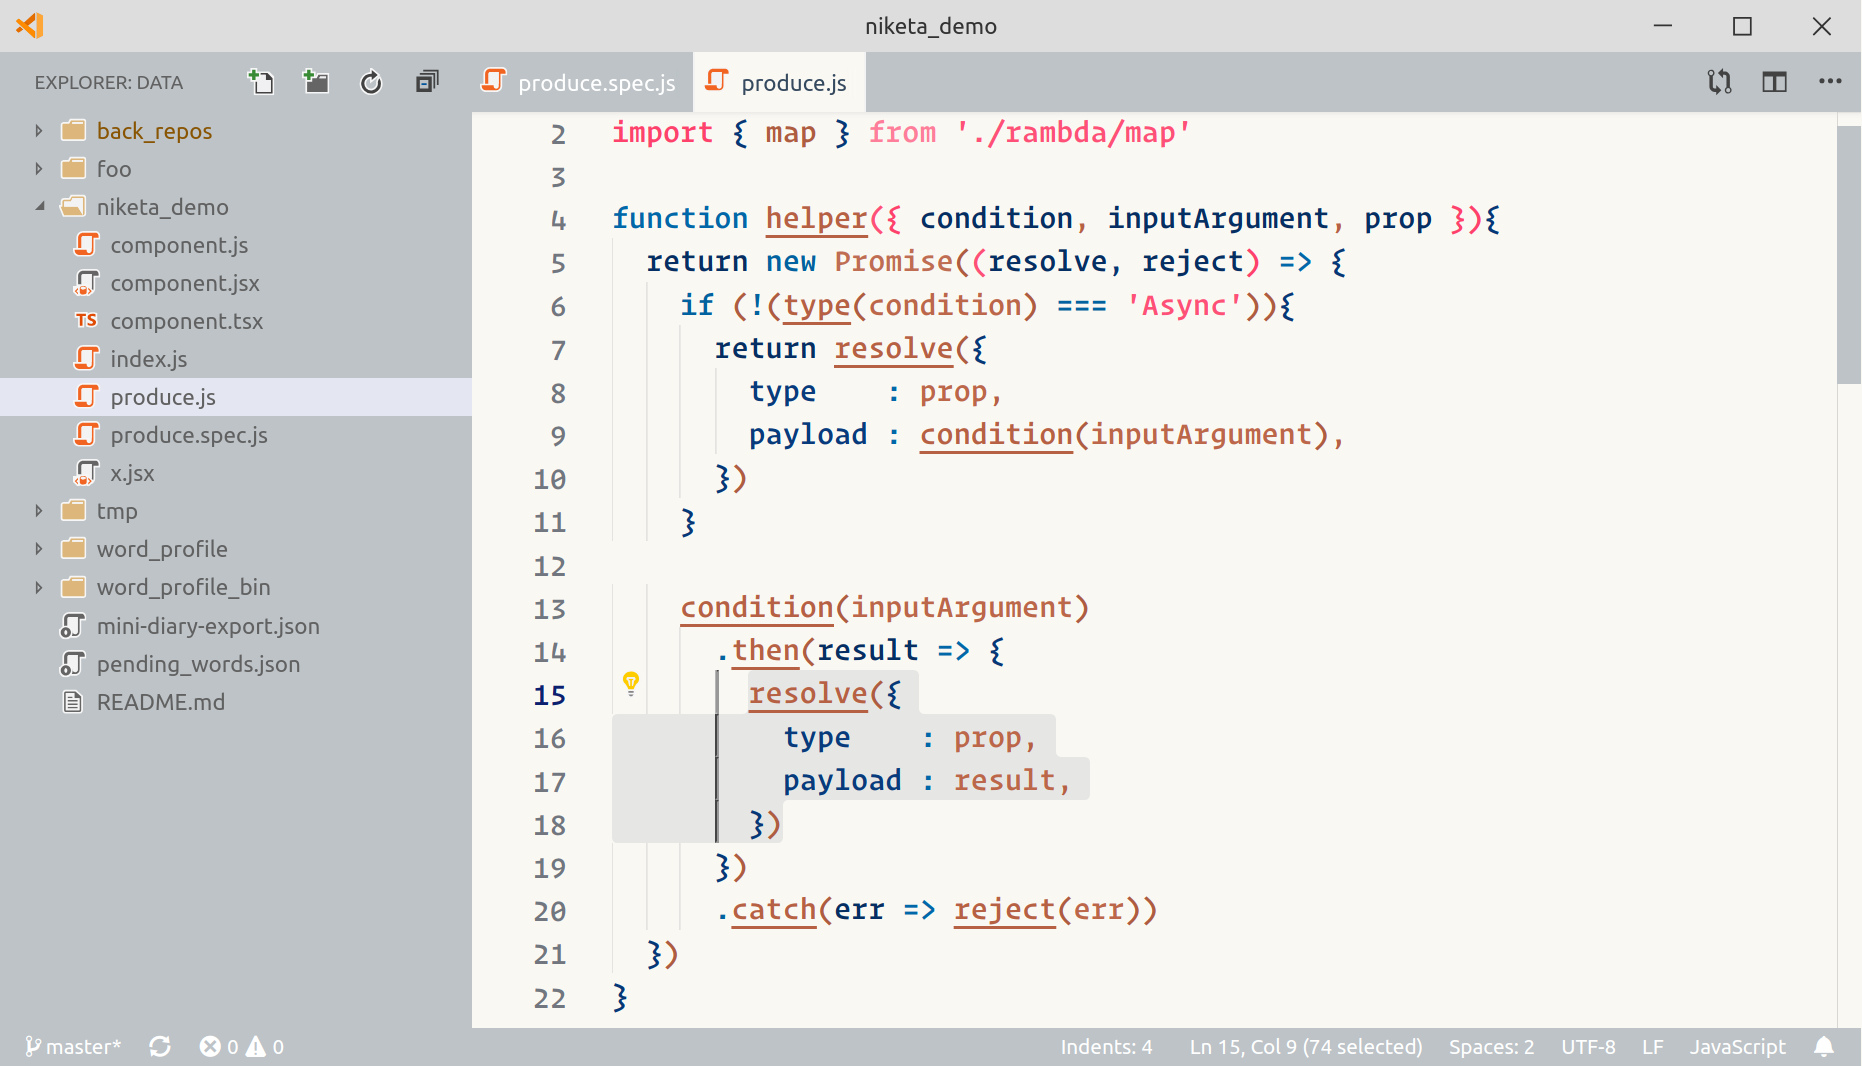 niketa_demo
EXPLORER: DATA
produce.spec.js
produce.js
back_repos
foo
niketa_demo
component.js
component.jsx
TS component.tsx
index.js
produce.js
produce.spec.js
x.jsx
tmp
word_profile
word_profile_bin
mini-diary-export.json
pending_words.json
README.md
2 import { map } from './rambda/map'
3
4 function helper({ condition, inputArgument, prop }){
5   return new Promise((resolve, reject) => {
6     if (!(type(condition) === 'Async')){
7       return resolve({
8         type    : prop,
9         payload : condition(inputArgument),
10       })
11     }
12
13     condition(inputArgument)
14       .then(result => {
15         resolve({
16           type    : prop,
17           payload : result,
18         })
19       })
20       .catch(err => reject(err))
21   })
22 }
master* 0 0 Indents: 4 Ln 15, Col 9 (74 selected) Spaces: 2 UTF-8 LF JavaScript